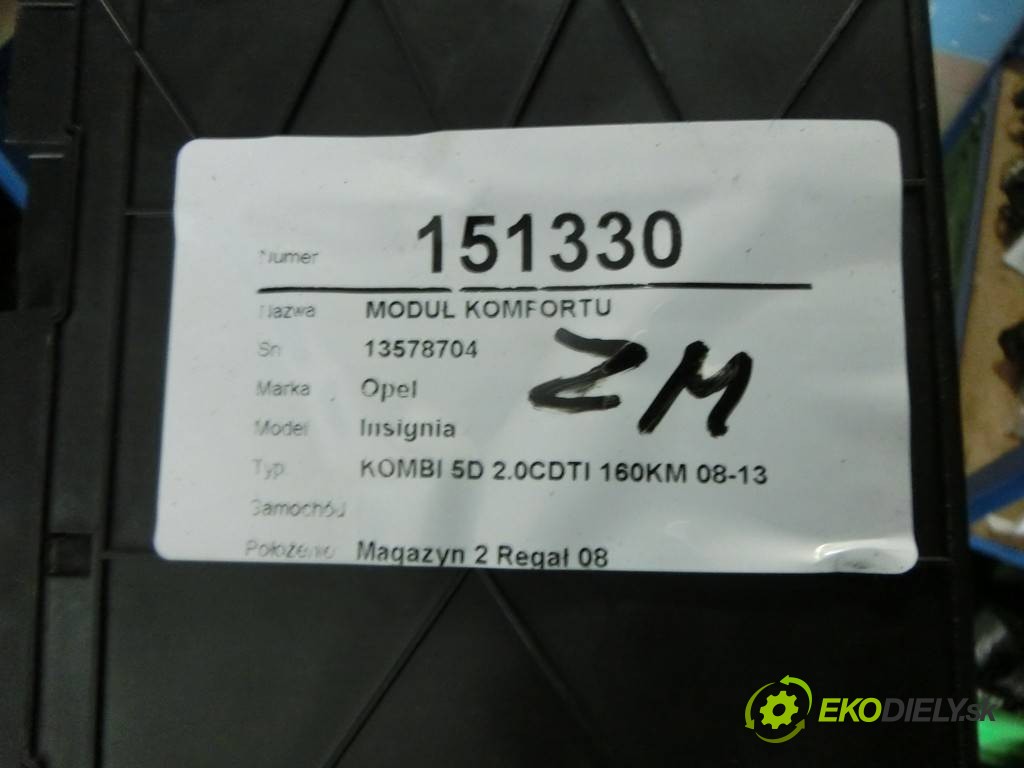 Numer 151330
Nazwa MODUL KOMFORTU
Sn 13578704
Marka Opel
Model Insignia
Typ KOMBI 5D 2.0CDTI 160KM 08-13
Samochód
Położenie Magazyn 2 Regał 08
ZM
EKODIELY.sk